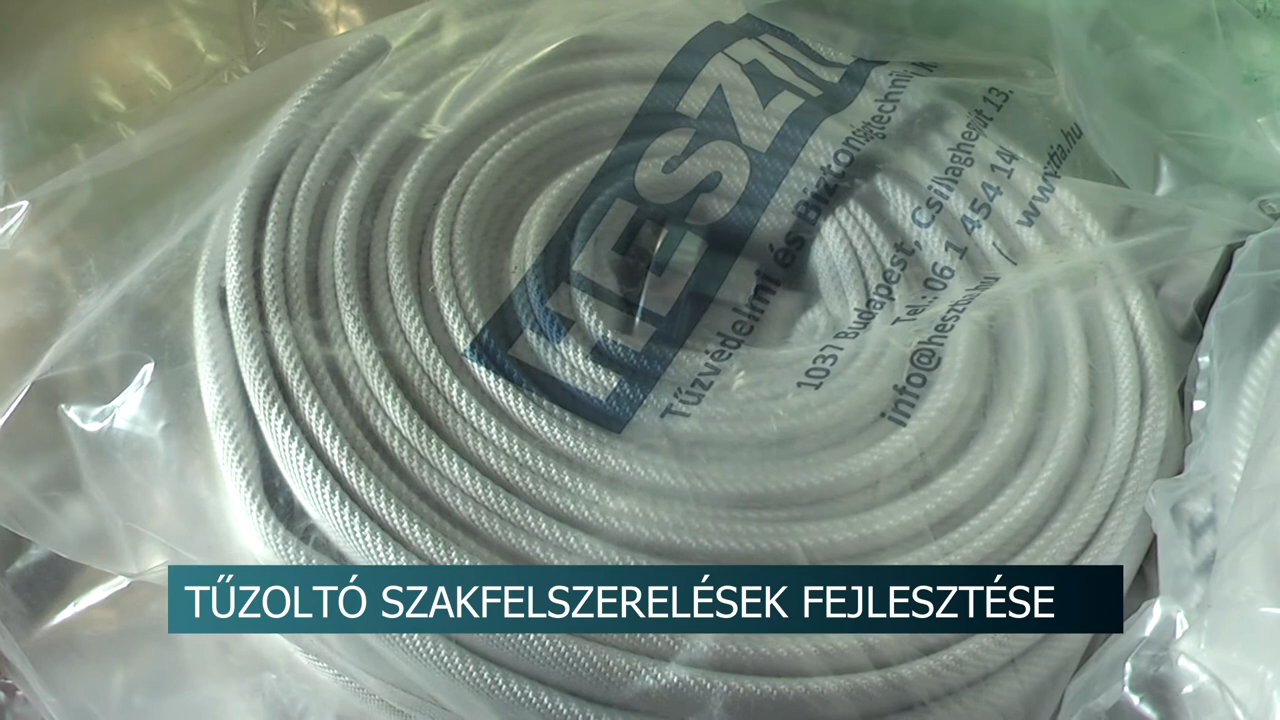 HESZTIA
Tűzvédelmi és Biztonságtechnikai
1037 Budapest, Csillaghegyi út 13.
Tel.: 06 1 454 14
info@hesztia.hu / www.
TŰZOLTÓ SZAKFELSZERELÉSEK FEJLESZTÉSE